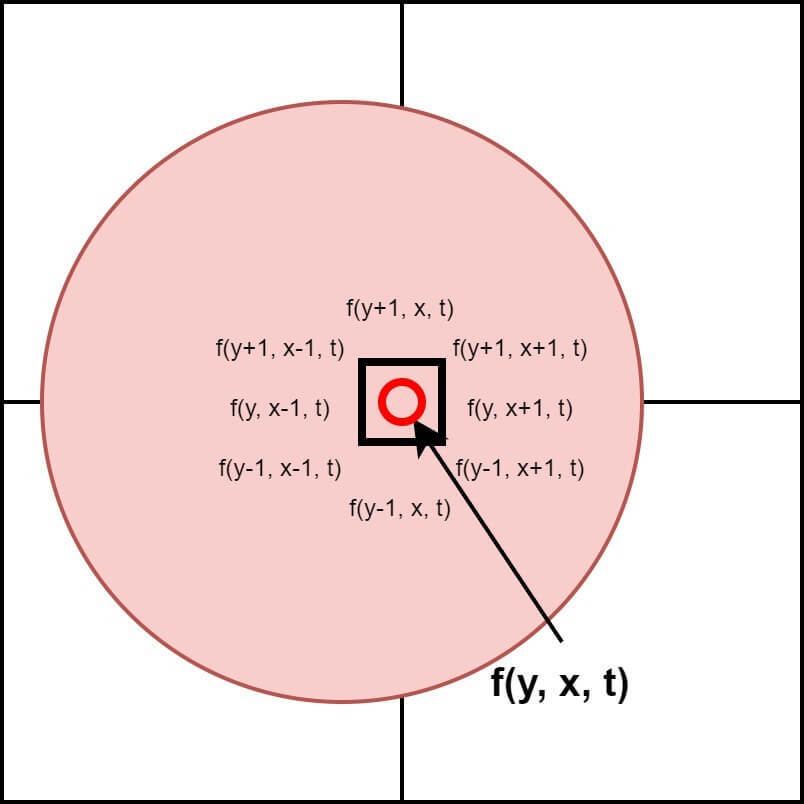 f(y+1, x, t)
f(y+1, x-1, t)
f(y+1, x+1, t)
f(y, x-1, t)
f(y, x+1, t)
f(y-1, x-1, t)
f(y-1, x+1, t)
f(y-1, x, t)
f(y, x, t)